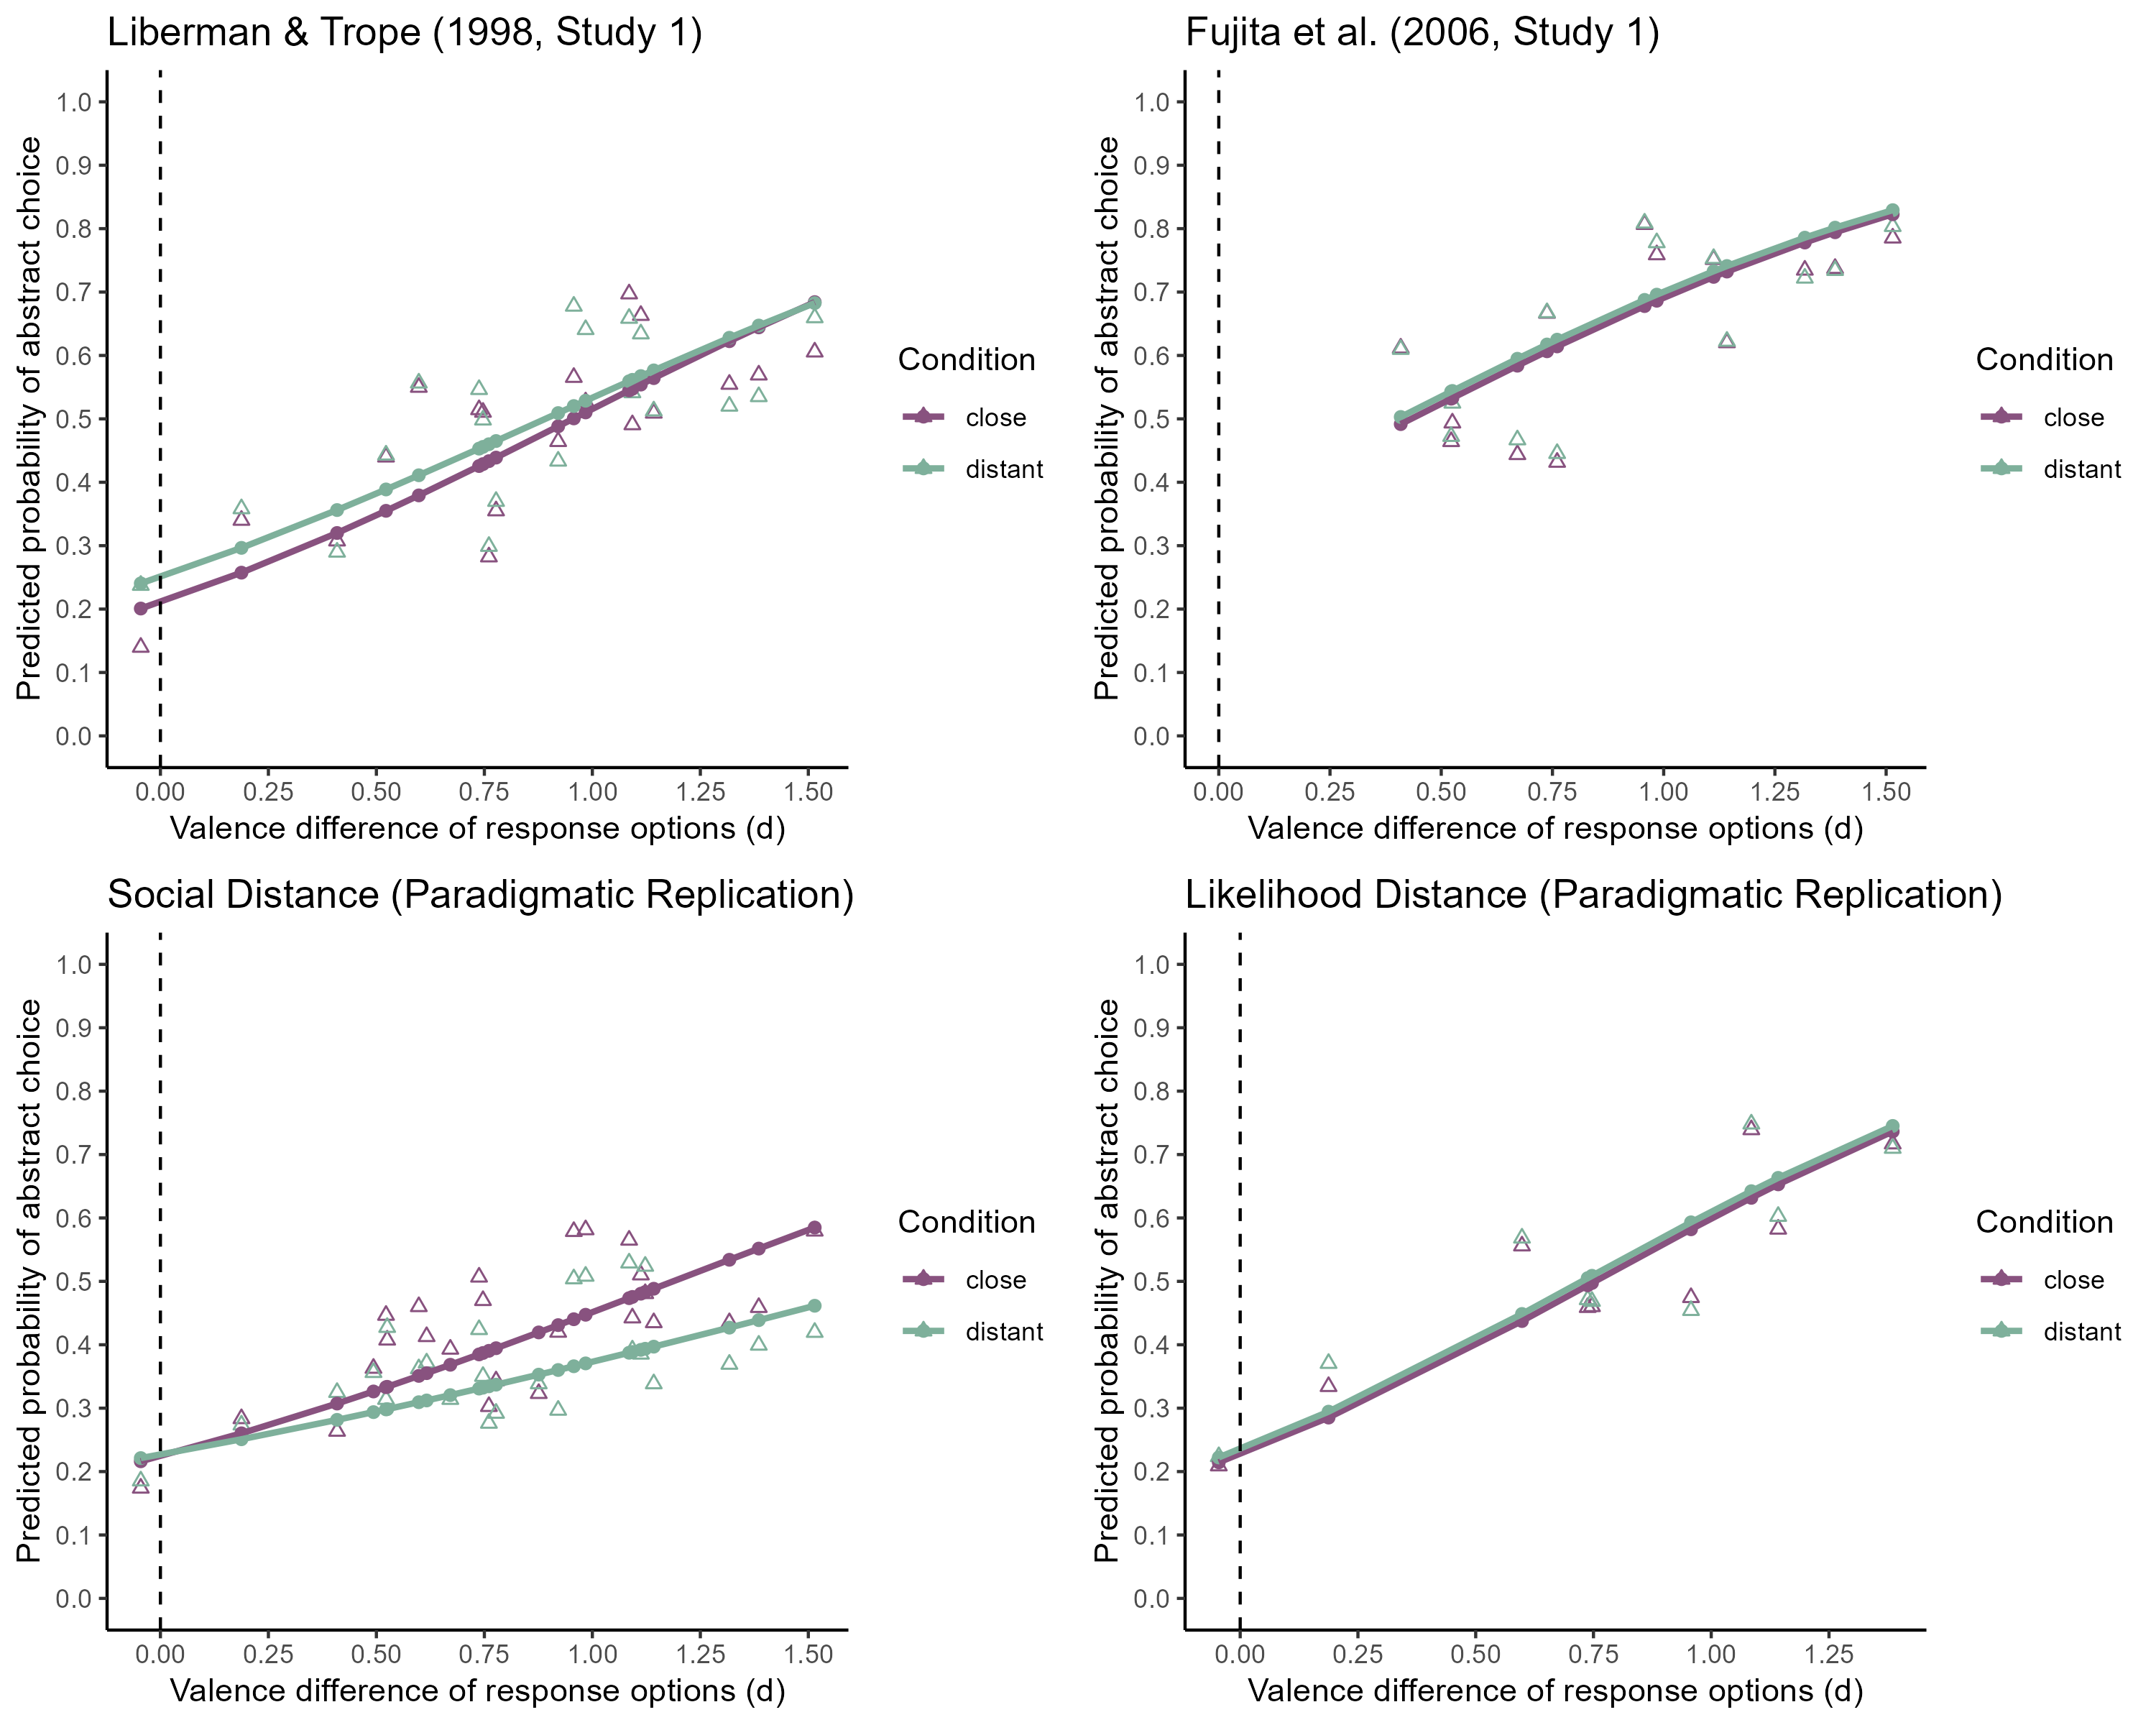 Liberman & Trope (1998, Study 1)
Predicted probability of abstract choice
1.0
0.9
0.8
0.7
0.6
0.5
0.4
0.3
0.2
0.1
0.0
0.00 0.25 0.50 0.75 1.00 1.25 1.50
Valence difference of response options (d)
Condition
close
distant
Fujita et al. (2006, Study 1)
Predicted probability of abstract choice
1.0
0.9
0.8
0.7
0.6
0.5
0.4
0.3
0.2
0.1
0.0
0.00 0.25 0.50 0.75 1.00 1.25 1.50
Valence difference of response options (d)
Condition
close
distant
Social Distance (Paradigmatic Replication)
Predicted probability of abstract choice
1.0
0.9
0.8
0.7
0.6
0.5
0.4
0.3
0.2
0.1
0.0
0.00 0.25 0.50 0.75 1.00 1.25 1.50
Valence difference of response options (d)
Condition
close
distant
Likelihood Distance (Paradigmatic Replication)
Predicted probability of abstract choice
1.0
0.9
0.8
0.7
0.6
0.5
0.4
0.3
0.2
0.1
0.0
0.00 0.25 0.50 0.75 1.00 1.25
Valence difference of response options (d)
Condition
close
distant